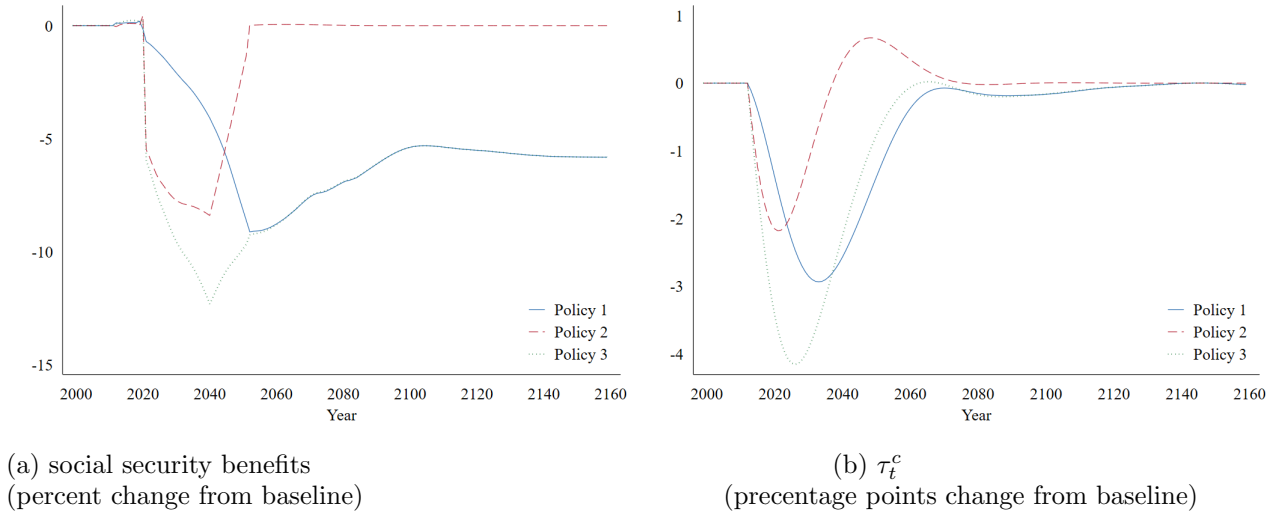 0
-5
-10
-15
Policy 1
Policy 2
Policy 3
2000 2020 2040 2060 2080 2100 2120 2140 2160
Year
1
0
-1
-2
-3
-4
Policy 1
Policy 2
Policy 3
2000 2020 2040 2060 2080 2100 2120 2140 2160
Year
(a) social security benefits
(percent change from baseline)
(b) τ_t^c
(precentage points change from baseline)